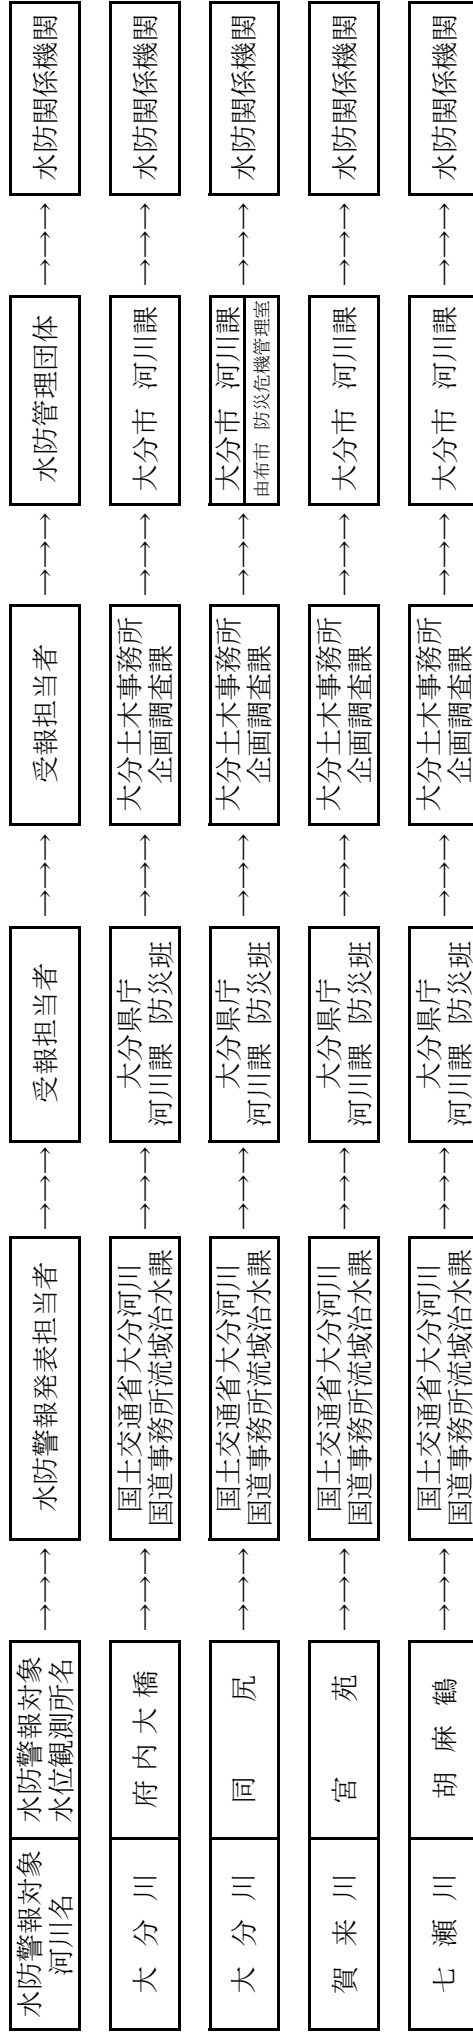 水防警報対象
河川名
水防警報対象
水位観測所名
→→→
水防警報発表担当者
→→→
受報担当者
→→→
受報担当者
→→→
水防管理団体
→→→
水防関係機関
大分川
府内大橋
→→→
国土交通省大分河川
国道事務所流域治水課
→→→
大分県庁
河川課 防災班
→→→
大分土木事務所
企画調査課
→→→
大分市 河川課
→→→
水防関係機関
大分川
同尻
→→→
国土交通省大分河川
国道事務所流域治水課
→→→
大分県庁
河川課 防災班
→→→
大分土木事務所
企画調査課
→→→
大分市 河川課
由布市 防災危機管理室
→→→
水防関係機関
賀来川
宮苑
→→→
国土交通省大分河川
国道事務所流域治水課
→→→
大分県庁
河川課 防災班
→→→
大分土木事務所
企画調査課
→→→
大分市 河川課
→→→
水防関係機関
七瀬川
胡麻鶴
→→→
国土交通省大分河川
国道事務所流域治水課
→→→
大分県庁
河川課 防災班
→→→
大分土木事務所
企画調査課
→→→
大分市 河川課
→→→
水防関係機関